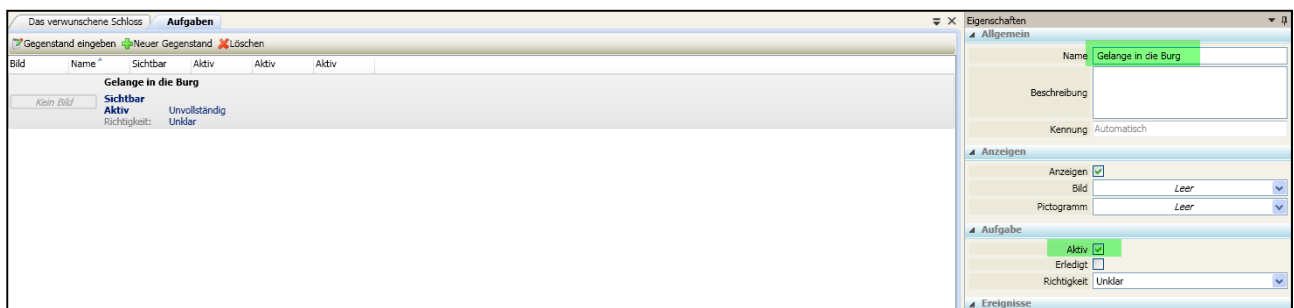 Das verwunschene Schloss Aufgaben
Gegenstand eingeben Neuer Gegenstand Löschen
Bild Name Sichtbar Aktiv Aktiv Aktiv
Gelange in die Burg
Kein Bild
Sichtbar
Aktiv Unvollständig
Richtigkeit: Unklar
Eigenschaften
Allgemein
Name Gelange in die Burg
Beschreibung
Kennung Automatisch
Anzeigen
Anzeigen
Bild Leer
Pictogramm Leer
Aufgabe
Aktiv
Erledigt
Richtigkeit Unklar
Ereignisse